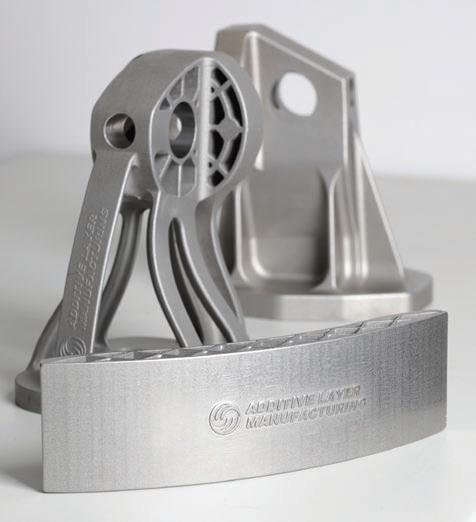 ADDITIVE LAYER
MANUFACTURING
ADDITIVE LAYER
MANUFACTURING